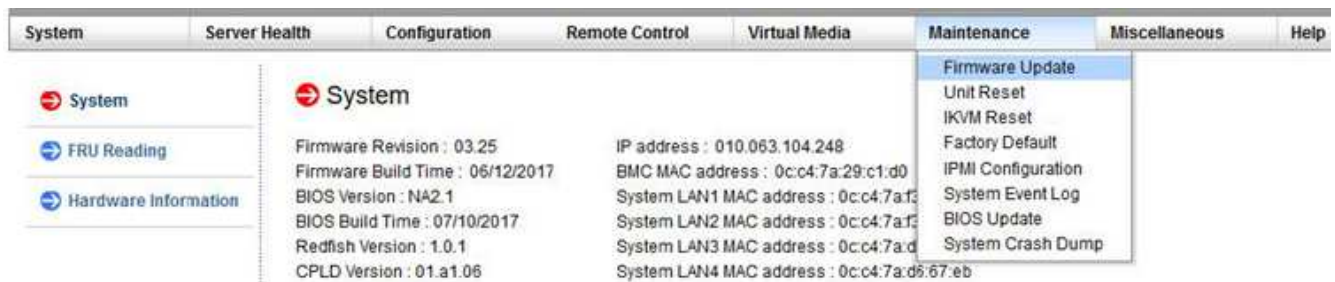 System Server Health Configuration Remote Control Virtual Media Maintenance Miscellaneous Help
Firmware Update
Unit Reset
IKVM Reset
Factory Default
IPMI Configuration
System Event Log
BIOS Update
System Crash Dump
System
FRU Reading
Hardware Information
System
Firmware Revision : 03.25
Firmware Build Time : 06/12/2017
BIOS Version : NA2.1
BIOS Build Time : 07/10/2017
Redfish Version : 1.0.1
CPLD Version : 01.a1.06
IP address : 010.063.104.248
BMC MAC address : 0c:c4:7a:29:c1:d0
System LAN1 MAC address : 0c:c4:7a:f3
System LAN2 MAC address : 0c:c4:7a:f3
System LAN3 MAC address : 0c:c4:7a:d
System LAN4 MAC address : 0c:c4:7a:d6:67:eb